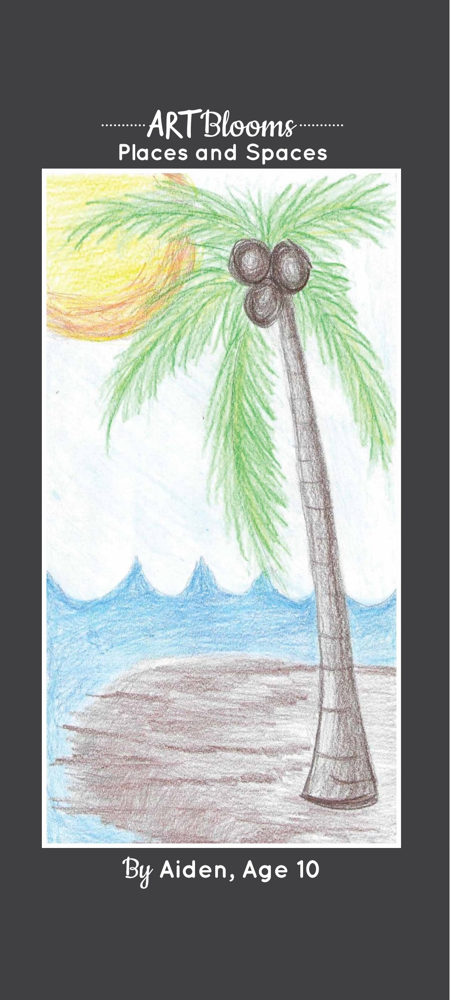 ART Blooms
Places and Spaces
By Aiden, Age 10